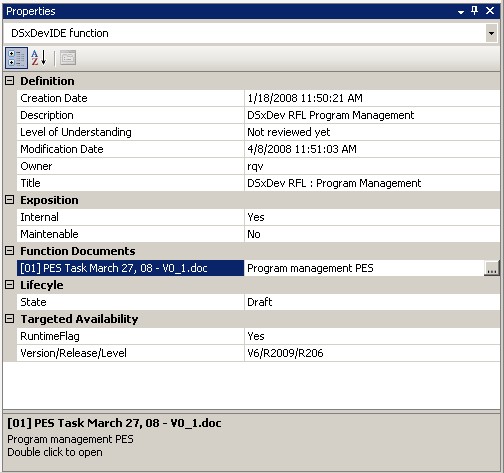 Properties
DSxDevIDE function
Definition
Creation Date 1/18/2008 11:50:21 AM
Description DSxDev RFL Program Management
Level of Understanding Not reviewed yet
Modification Date 4/8/2008 11:51:03 AM
Owner rqv
Title DSxDev RFL : Program Management
Exposition
Internal Yes
Maintenable No
Function Documents
[01] PES Task March 27, 08 - V0_1.doc Program management PES ...
Lifecyle
State Draft
Targeted Availability
RuntimeFlag Yes
Version/Release/Level V6/R2009/R206
[01] PES Task March 27, 08 - V0_1.doc
Program management PES
Double click to open